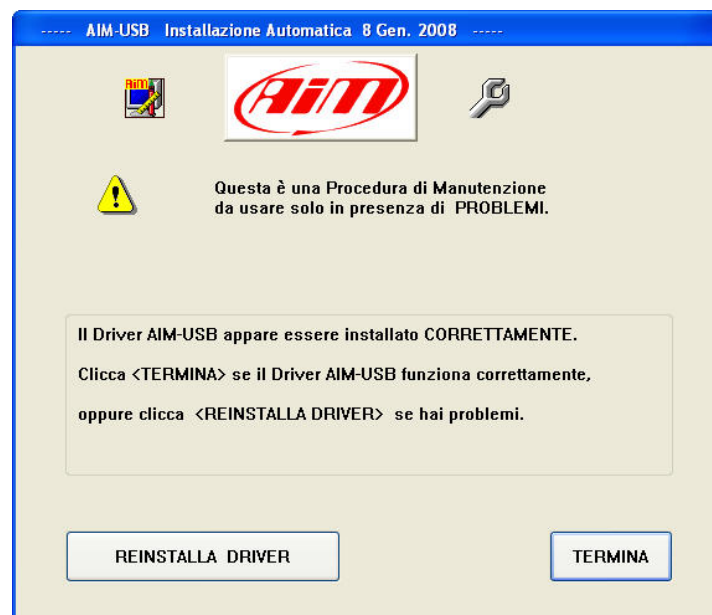 ----- AIM-USB Installazione Automatica 8 Gen. 2008 -----
AiM
AiM
Questa è una Procedura di Manutenzione
da usare solo in presenza di PROBLEMI.
Il Driver AIM-USB appare essere installato CORRETTAMENTE.
Clicca <TERMINA> se il Driver AIM-USB funziona correttamente,
oppure clicca <REINSTALLA DRIVER> se hai problemi.
REINSTALLA DRIVER
TERMINA